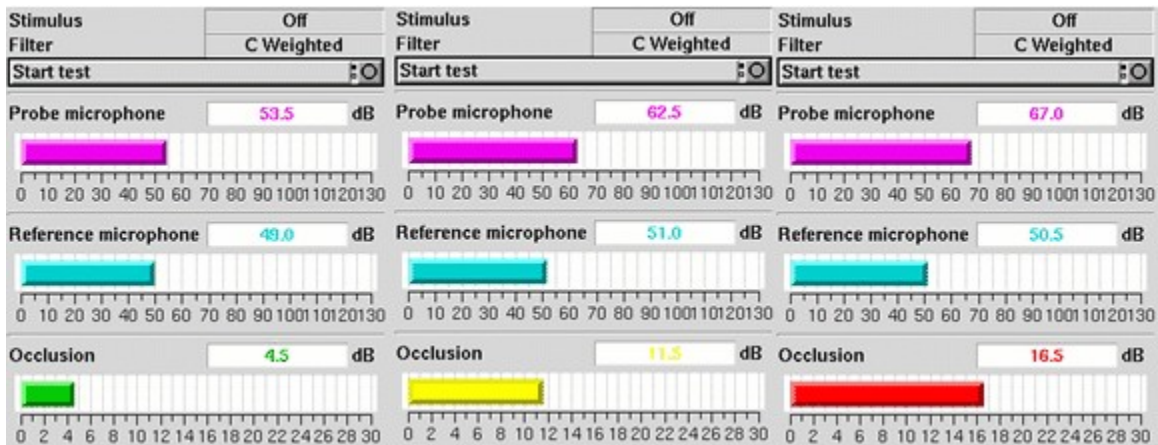 Stimulus Off
Filter C Weighted
Start test
Probe microphone 53.5 dB
0 10 20 30 40 50 60 70 80 90 100 110 120 130
Reference microphone 49.0 dB
0 10 20 30 40 50 60 70 80 90 100 110 120 130
Occlusion 4.5 dB
0 2 4 6 8 10 12 14 16 18 20 22 24 26 28 30
Stimulus Off
Filter C Weighted
Start test
Probe microphone 62.5 dB
0 10 20 30 40 50 60 70 80 90 100 110 120 130
Reference microphone 51.0 dB
0 10 20 30 40 50 60 70 80 90 100 110 120 130
Occlusion 11.5 dB
0 2 4 6 8 10 12 14 16 18 20 22 24 26 28 30
Stimulus Off
Filter C Weighted
Start test
Probe microphone 67.0 dB
0 10 20 30 40 50 60 70 80 90 100 110 120 130
Reference microphone 50.5 dB
0 10 20 30 40 50 60 70 80 90 100 110 120 130
Occlusion 16.5 dB
0 2 4 6 8 10 12 14 16 18 20 22 24 26 28 30